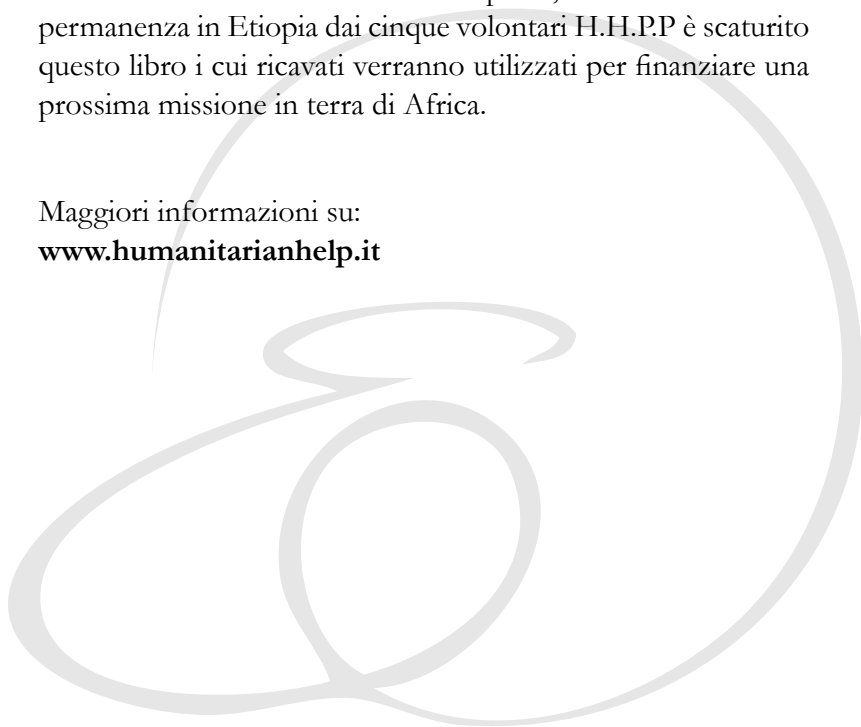 permanenza in Etiopia dai cinque volontari H.H.P.P è scaturito
questo libro i cui ricavati verranno utilizzati per finanziare una
prossima missione in terra di Africa.
Maggiori informazioni su:
www.humanitarianhelp.it